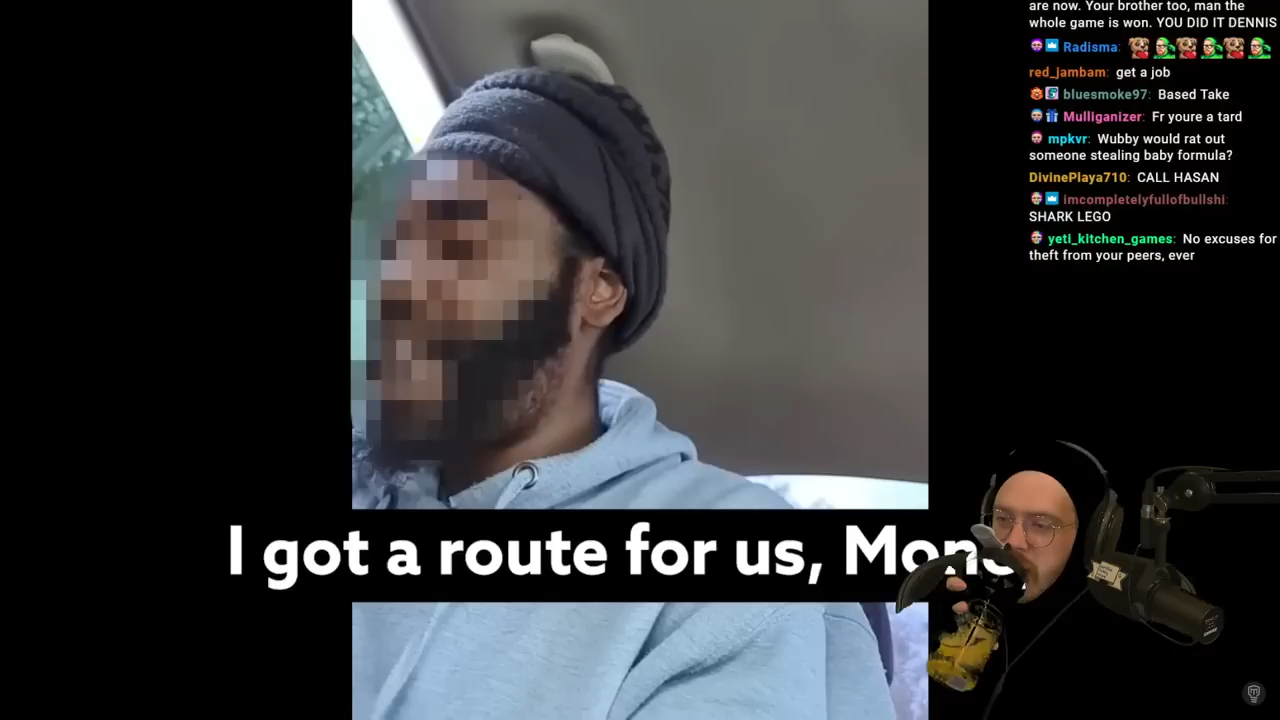 are now. Your brother too, man the
whole game is won. YOU DID IT DENNIS
Radisma:
red_jambam: get a job
bluesmoke97: Based Take
Mulliganizer: Fr youre a tard
mpkvr: Wubby would rat out
someone stealing baby formula?
DivinePlaya710: CALL HASAN
imcompletelyfullofbullshi:
SHARK LEGO
yeti_kitchen_games: No excuses for
theft from your peers, ever
I got a route for us,